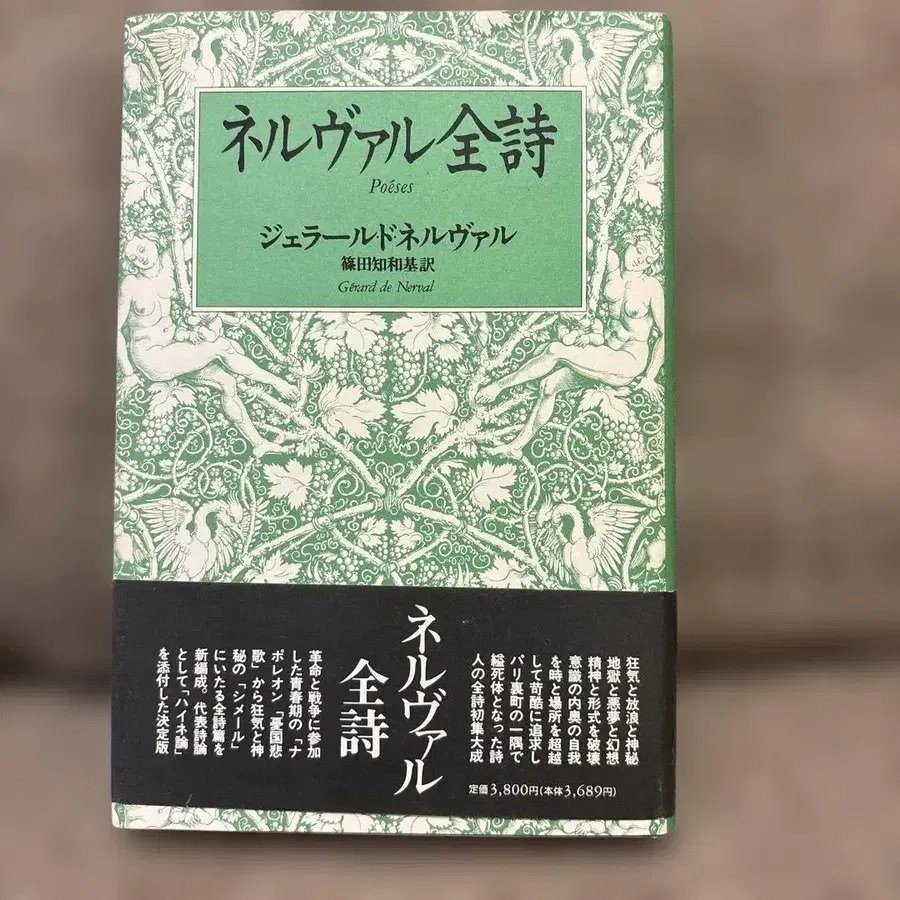 ネルヴァル全詩
Poéses
ジェラール・ド・ネルヴァル
篠田知和基訳
Gérard de Nerval
狂気と放浪と神秘
地獄と悪夢と幻想
精神と形式を破壊
意識の内奥の自我
を時と場所を超越
して苛酷に追求し
パリ裏町の一隅で
縊死体となった詩
人の全詩初集大成
ネルヴァル
全詩
革命と戦争に参加
した青春期の「ナ
ポレオン「憂国悲
歌」から狂気と神
秘の「シメール」
にいたる全詩篇を
新編成。代表詩論
として「ハイネ論」
を添付した決定版
定価3,800円(本体3,689円)